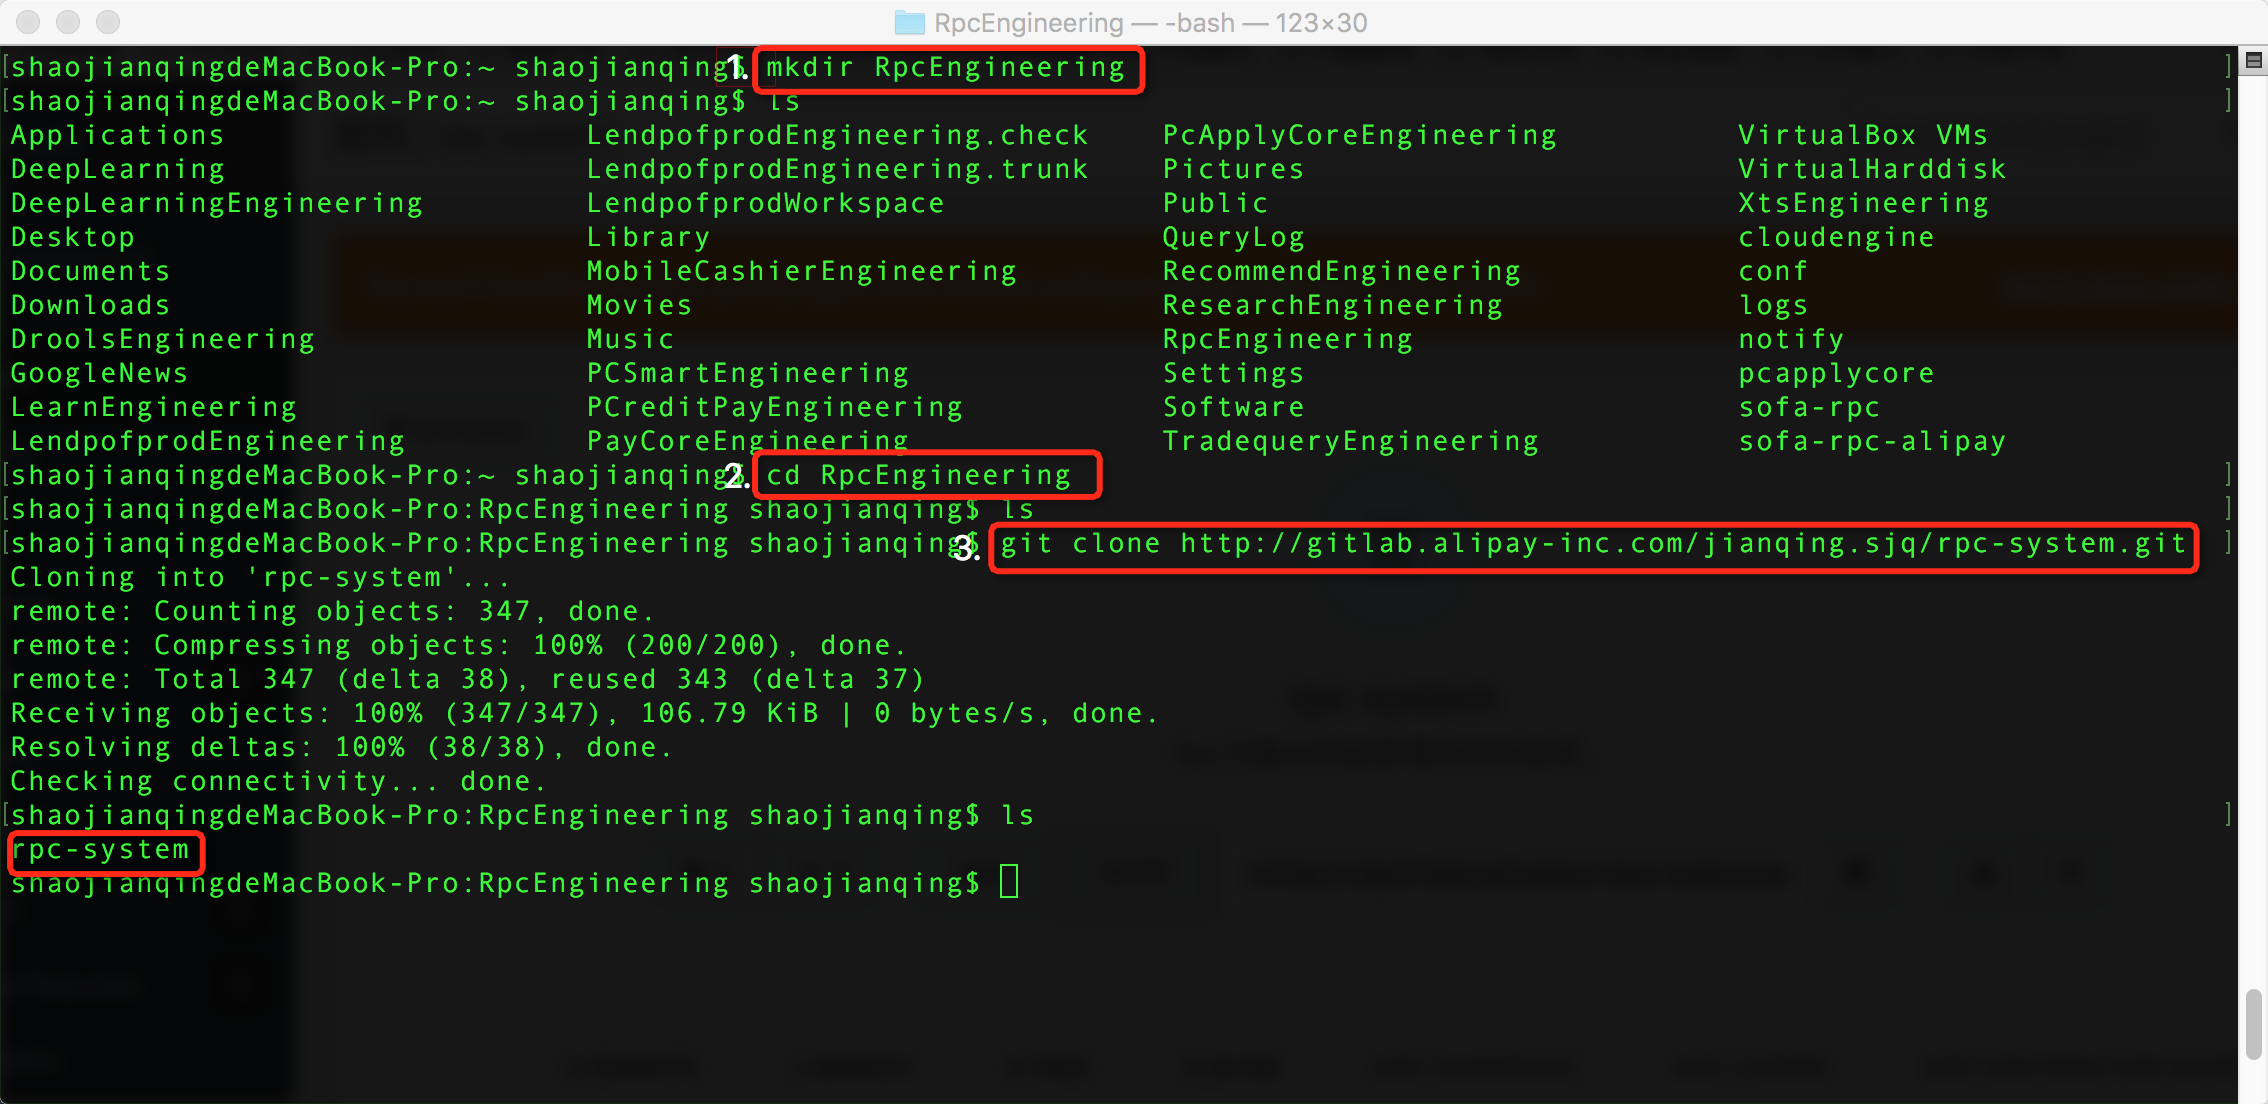 RpcEngineering — -bash — 123×30
[shaojianqingdeMacBook-Pro:~ shaojianqing$ 1. mkdir RpcEngineering ]
[shaojianqingdeMacBook-Pro:~ shaojianqing$ ls ]
Applications LendpofprodEngineering.check PcApplyCoreEngineering VirtualBox VMs
DeepLearning LendpofprodEngineering.trunk Pictures VirtualHarddisk
DeepLearningEngineering LendpofprodWorkspace Public XtsEngineering
Desktop Library QueryLog cloudengine
Documents MobileCashierEngineering RecommendEngineering conf
Downloads Movies ResearchEngineering logs
DroolsEngineering Music RpcEngineering notify
GoogleNews PCSmartEngineering Settings pcapplycore
LearnEngineering PCreditPayEngineering Software sofa-rpc
LendpofprodEngineering PayCoreEngineering TradequeryEngineering sofa-rpc-alipay
[shaojianqingdeMacBook-Pro:~ shaojianqing$ 2. cd RpcEngineering ]
[shaojianqingdeMacBook-Pro:RpcEngineering shaojianqing$ ls ]
[shaojianqingdeMacBook-Pro:RpcEngineering shaojianqing$ 3. git clone http://gitlab.alipay-inc.com/jianqing.sjq/rpc-system.git ]
Cloning into 'rpc-system'...
remote: Counting objects: 347, done.
remote: Compressing objects: 100% (200/200), done.
remote: Total 347 (delta 38), reused 343 (delta 37)
Receiving objects: 100% (347/347), 106.79 KiB | 0 bytes/s, done.
Resolving deltas: 100% (38/38), done.
Checking connectivity... done.
[shaojianqingdeMacBook-Pro:RpcEngineering shaojianqing$ ls ]
rpc-system
shaojianqingdeMacBook-Pro:RpcEngineering shaojianqing$